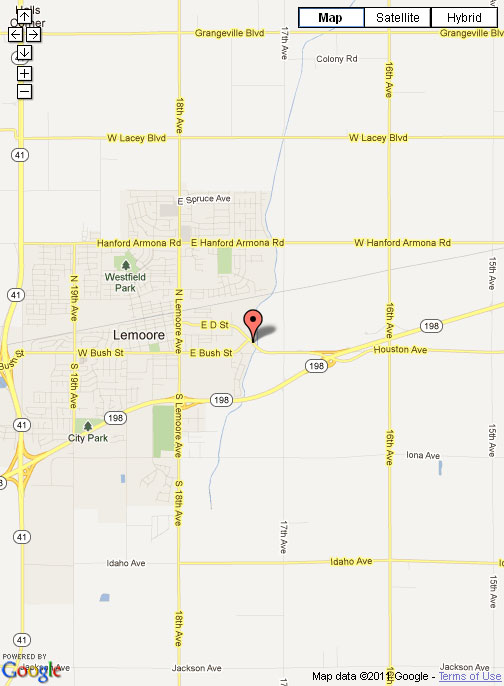 Halls
Corner
Map
Satellite
Hybrid
Grangeville Blvd
Grangeville Blvd
17th Ave
Colony Rd
16th Ave
18th Ave
W Lacey Blvd
W Lacey Blvd
41
E Spruce Ave
Hanford Armona Rd
E Hanford Armona Rd
W Hanford Armona Rd
15th Ave
Westfield
Park
N 19th Ave
N Lemoore Ave
41
16th Ave
E D St
198
Lemoore
W Bush St
E Bush St
Houston Ave
Bush St
198
S 19th Ave
198
S Lemoore Ave
198
41
City Park
16th Ave
15th Ave
Iona Ave
S 18th Ave
41
17th Ave
Idaho Ave
Idaho Ave
15th Ave
18th Ave
41
POWERED BY
Google
Jackson Ave
Jackson Ave
Jackson Ave
Map data ©2011 Google - Terms of Use